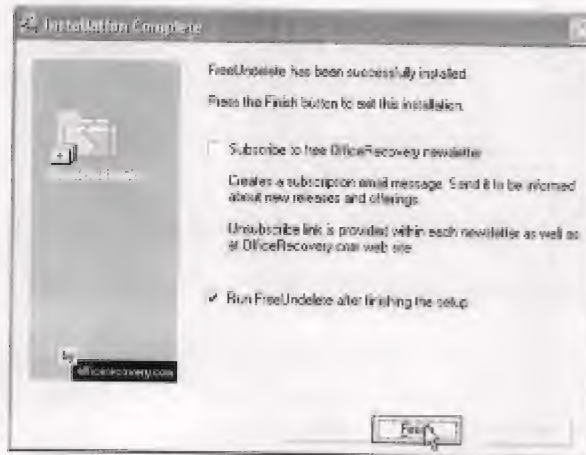 Installation Complete
FreeUndelete has been successfully installed.
Press the Finish button to exit this installation.
Subscribe to free OfficeRecovery newsletter
Creates a subscription email message. Send it to be informed
about new releases and offerings.
Unsubscribe link is provided within each newsletter as well as
at OfficeRecovery.com web site.
Run FreeUndelete after finishing the setup
by
officerecovery.com
Finish